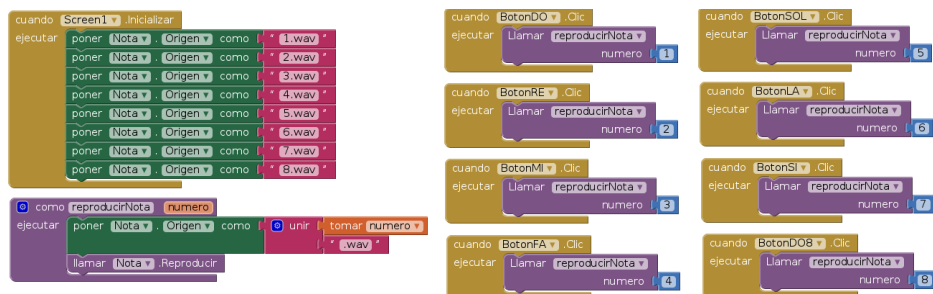 cuando Screen1 .Inicializar
ejecutar poner Nota . Origen como " 1.wav "
poner Nota . Origen como " 2.wav "
poner Nota . Origen como " 3.wav "
poner Nota . Origen como " 4.wav "
poner Nota . Origen como " 5.wav "
poner Nota . Origen como " 6.wav "
poner Nota . Origen como " 7.wav "
poner Nota . Origen como " 8.wav "
como reproducirNota numero
ejecutar poner Nota . Origen como unir tomar numero
" .wav "
llamar Nota .Reproducir
cuando BotonDO .Clic
ejecutar Llamar reproducirNota
numero 1
cuando BotonRE .Clic
ejecutar Llamar reproducirNota
numero 2
cuando BotonMI .Clic
ejecutar Llamar reproducirNota
numero 3
cuando BotonFA .Clic
ejecutar Llamar reproducirNota
numero 4
cuando BotonSOL .Clic
ejecutar Llamar reproducirNota
numero 5
cuando BotonLA .Clic
ejecutar Llamar reproducirNota
numero 6
cuando BotonSI .Clic
ejecutar Llamar reproducirNota
numero 7
cuando BotonDO8 .Clic
ejecutar Llamar reproducirNota
numero 8